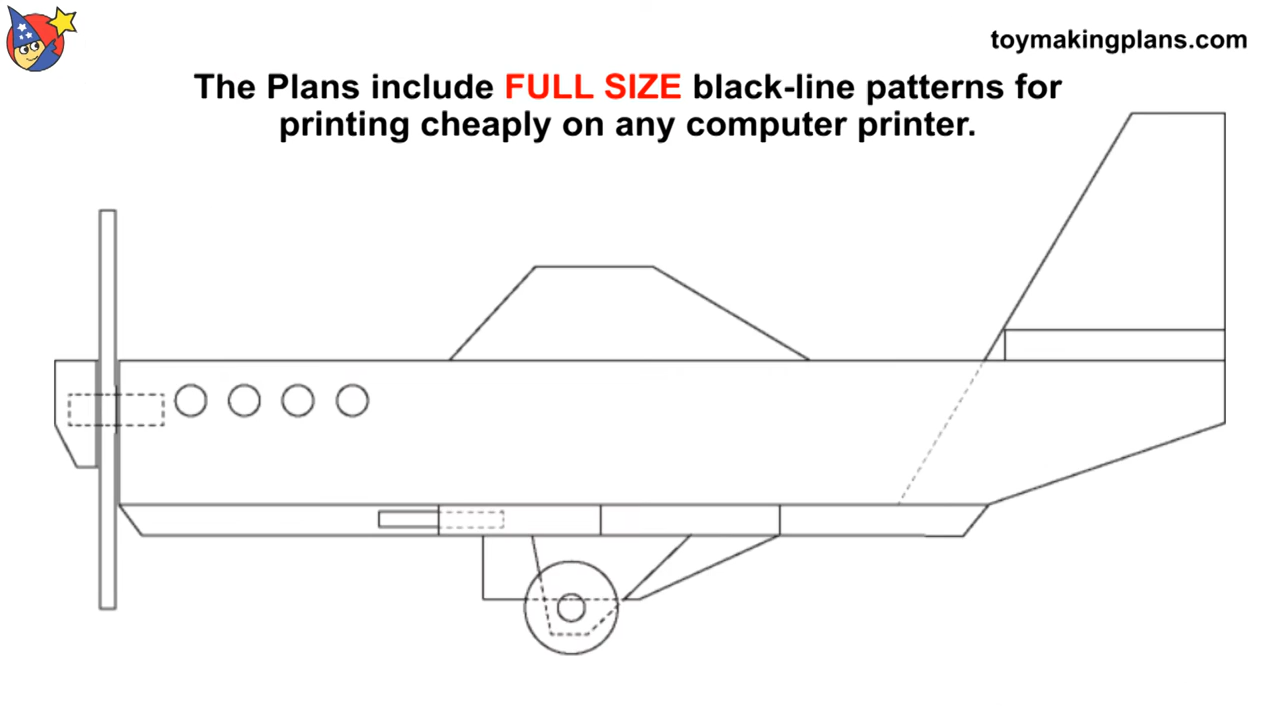 toymakingplans.com
The Plans include FULL SIZE black-line patterns for
printing cheaply on any computer printer.